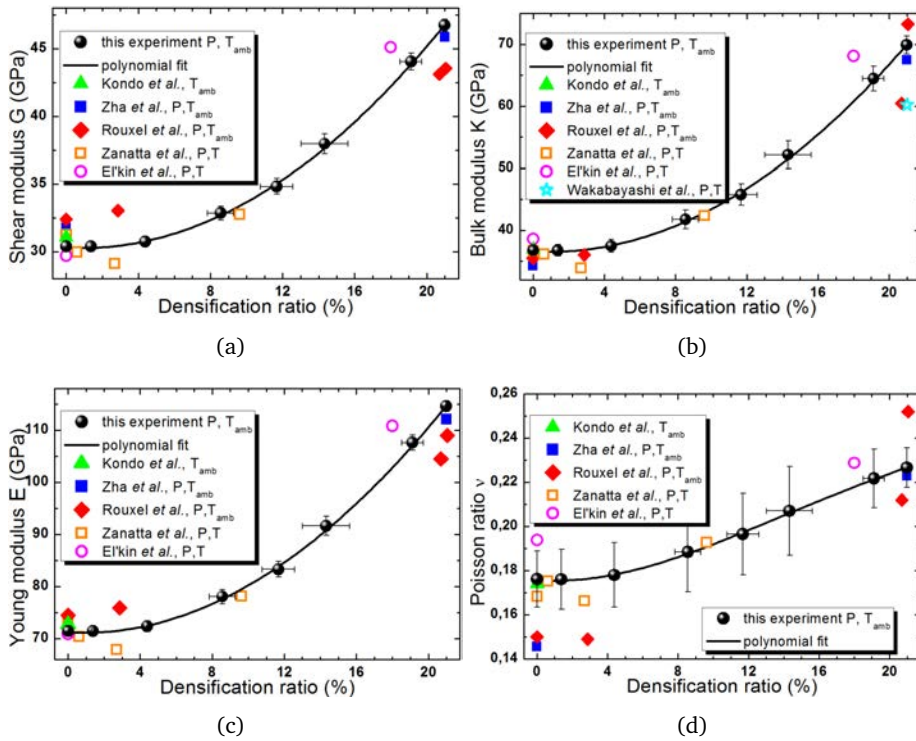 45
40
35
30
0
4
8
12
16
20
Shear modulus G (GPa)
Densification ratio (%)
this experiment P, Tamb
polynomial fit
Kondo et al., Tamb
Zha et al., P,Tamb
Rouxel et al., P,Tamb
Zanatta et al., P,T
El'kin et al., P,T
(a)
70
60
50
40
0
4
8
12
16
20
Bulk modulus K (GPa)
Densification ratio (%)
this experiment P, Tamb
polynomial fit
Kondo et al., Tamb
Zha et al., P,Tamb
Rouxel et al., P,Tamb
Zanatta et al., P,T
El'kin et al., P,T
Wakabayashi et al., P,T
(b)
110
100
90
80
70
0
4
8
12
16
20
Young modulus E (GPa)
Densification ratio (%)
this experiment P, Tamb
polynomial fit
Kondo et al., Tamb
Zha et al., P,Tamb
Rouxel et al., P,Tamb
Zanatta et al., P,T
El'kin et al., P,T
(c)
0,26
0,24
0,22
0,20
0,18
0,16
0,14
0
4
8
12
16
20
Poisson ratio ν
Densification ratio (%)
Kondo et al., Tamb
Zha et al., P,Tamb
Rouxel et al., P,Tamb
Zanatta et al., P,T
El'kin et al., P,T
this experiment P, Tamb
polynomial fit
(d)